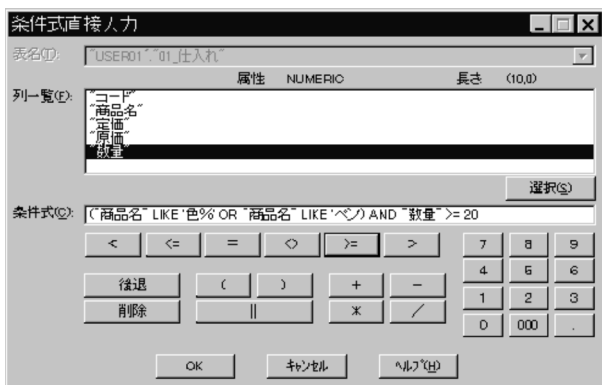 条件式直接入力
表名(T): "USER01"."01_仕入れ"
属性 NUMERIC 長さ (10,0)
列一覧(F):
"コード"
"商品名"
"定価"
"原価"
"数量"
選択(S)
条件式(C): ("商品名" LIKE '色%' OR "商品名" LIKE 'ペン') AND "数量" >= 20
< <= = <> >= > 7 8 9
4 5 6
後退 ( ) + -
1 2 3
削除 || * /
0 000 .
OK キャンセル ヘルプ(H)